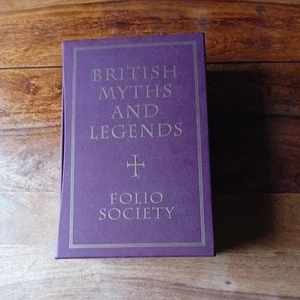 BRITISH
MYTHS
AND
LEGENDS
FOLIO
SOCIETY